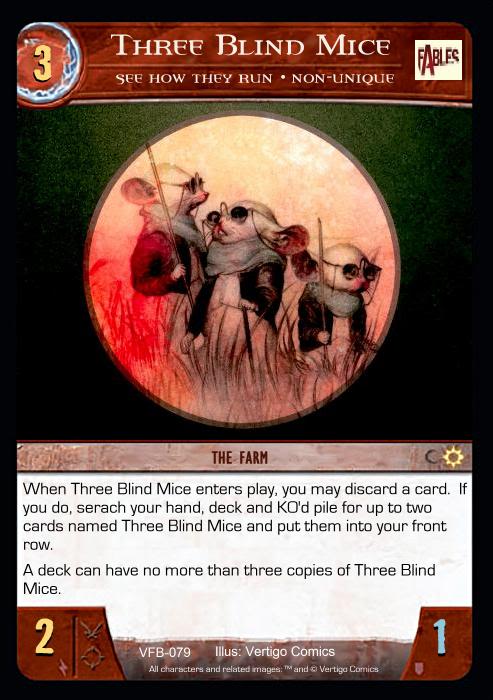 3
Three Blind Mice
FABLES
See How They Run • Non-Unique
THE FARM
When Three Blind Mice enters play, you may discard a card. If
you do, serach your hand, deck and KO'd pile for up to two
cards named Three Blind Mice and put them into your front
row.
A deck can have no more than three copies of Three Blind
Mice.
2
1
VFB-079 Illus: Vertigo Comics
All characters and related images: ™ and © Vertigo Comics